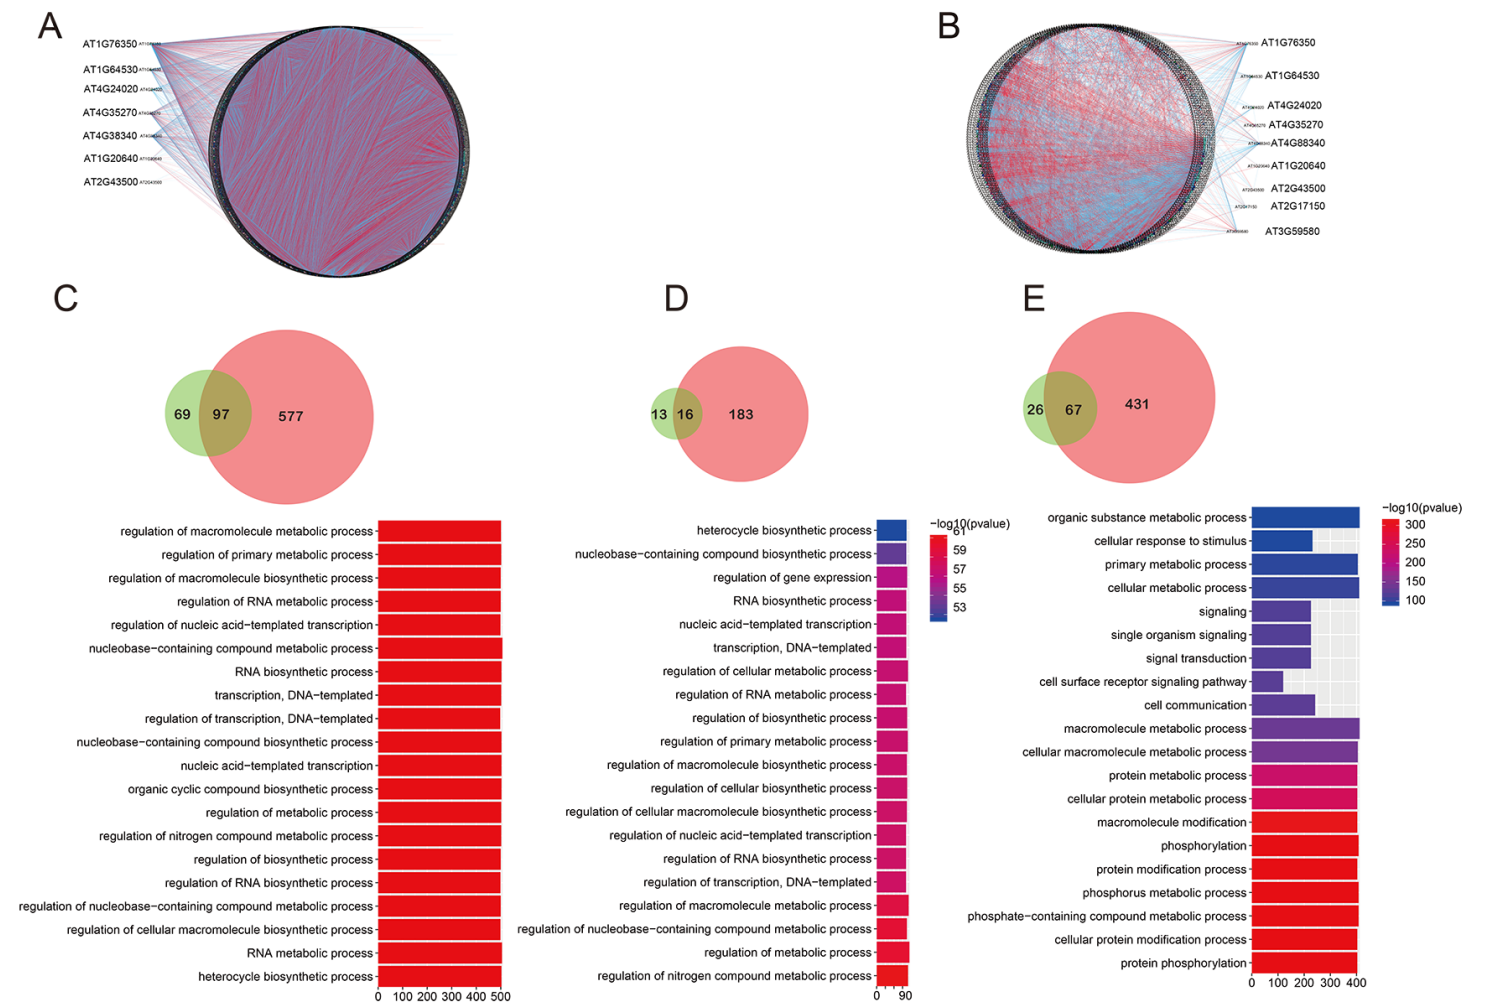 A
AT1G76350
AT1G64530
AT4G24020
AT4G35270
AT4G38340
AT1G20640
AT2G43500
B
AT1G76350
AT1G64530
AT4G24020
AT4G35270
AT4G88340
AT1G20640
AT2G43500
AT2G17150
AT3G59580
C
69 97 577
regulation of macromolecule metabolic process
regulation of primary metabolic process
regulation of macromolecule biosynthetic process
regulation of RNA metabolic process
regulation of nucleic acid−templated transcription
nucleobase−containing compound metabolic process
RNA biosynthetic process
transcription, DNA−templated
regulation of transcription, DNA−templated
nucleobase−containing compound biosynthetic process
nucleic acid−templated transcription
organic cyclic compound biosynthetic process
regulation of metabolic process
regulation of nitrogen compound metabolic process
regulation of biosynthetic process
regulation of RNA biosynthetic process
regulation of nucleobase−containing compound metabolic process
regulation of cellular macromolecule biosynthetic process
RNA metabolic process
heterocycle biosynthetic process
0 100 200 300 400 500
D
13 16 183
heterocycle biosynthetic process
nucleobase−containing compound biosynthetic process
regulation of gene expression
RNA biosynthetic process
nucleic acid−templated transcription
transcription, DNA−templated
regulation of cellular metabolic process
regulation of RNA metabolic process
regulation of biosynthetic process
regulation of primary metabolic process
regulation of macromolecule biosynthetic process
regulation of cellular biosynthetic process
regulation of cellular macromolecule biosynthetic process
regulation of nucleic acid−templated transcription
regulation of RNA biosynthetic process
regulation of transcription, DNA−templated
regulation of macromolecule metabolic process
regulation of nucleobase−containing compound metabolic process
regulation of metabolic process
regulation of nitrogen compound metabolic process
0 90
−log10(pvalue)
61
59
57
55
53
E
26 67 431
organic substance metabolic process
cellular response to stimulus
primary metabolic process
cellular metabolic process
signaling
single organism signaling
signal transduction
cell surface receptor signaling pathway
cell communication
macromolecule metabolic process
cellular macromolecule metabolic process
protein metabolic process
cellular protein metabolic process
macromolecule modification
phosphorylation
protein modification process
phosphorus metabolic process
phosphate−containing compound metabolic process
cellular protein modification process
protein phosphorylation
0 100 200 300 400
−log10(pvalue)
300
250
200
150
100